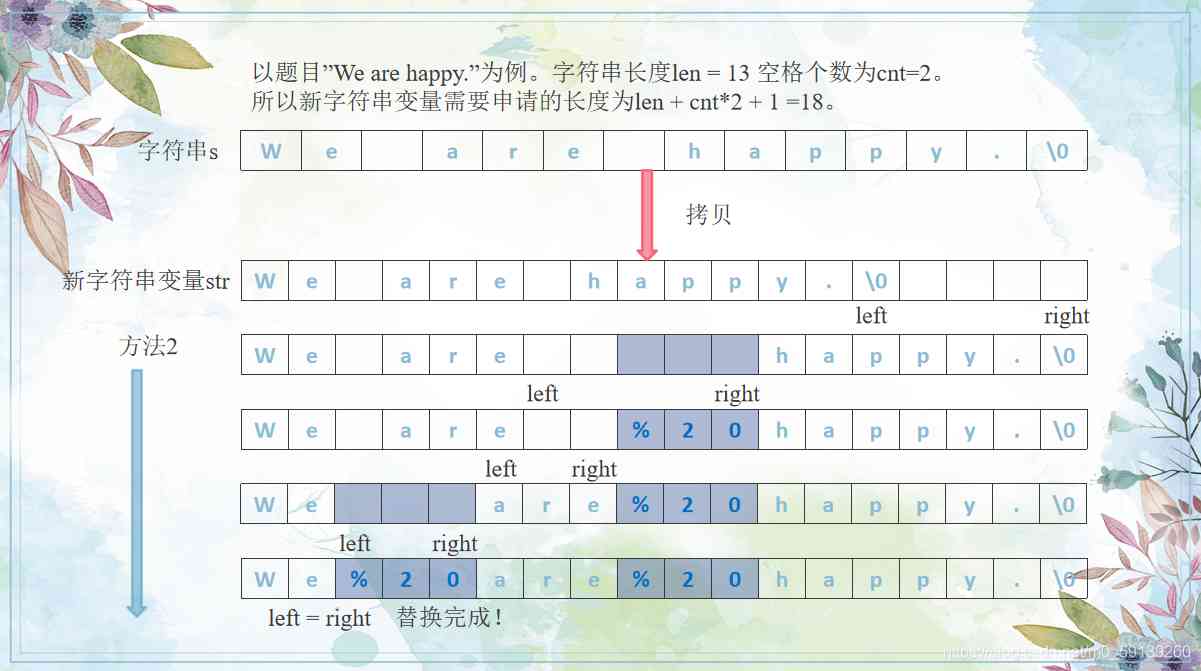 以题目”We are happy.”为例。字符串长度len = 13 空格个数为cnt=2。
所以新字符串变量需要申请的长度为len + cnt*2 + 1 =18。
字符串s W e a r e h a p p y . \0
拷贝
新字符串变量str W e a r e h a p p y . \0
left right
方法2
W e a r e h a p p y . \0
left right
W e a r e % 2 0 h a p p y . \0
left right
W e a r e % 2 0 h a p p y . \0
left right
W e % 2 0 a r e % 2 0 h a p p y . \0
left = right 替换完成！